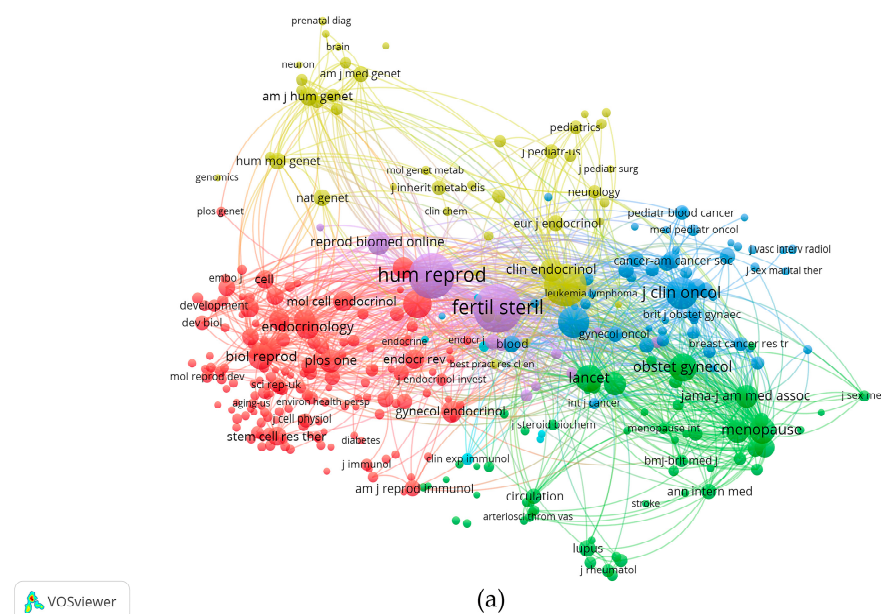 prenatal diag
brain
neuron
am j med genet
am j hum genet
pediatrics
j pediatr-us
hum mol genet
j pediatr surg
mol genet metab
genomics
j inherit metab dis
neurology
nat genet
plos genet
clin chem
pediatr blood cancer
eur j endocrinol
med pediatr oncol
reprod biomed online
j vasc interv radiol
cancer-am cancer soc
clin endocrinol
j sex marital ther
hum reprod
embo j
cell
leukemia lymphoma
j clin oncol
mol cell endocrinol
development
fertil steril
brit j obstet gynaec
dev biol
endocrinology
gynecol oncol
endocrine
endocr j
blood
breast cancer res tr
biol reprod
plos one
endocr rev
best pract res cl en
obstet gynecol
mol reprod dev
lancet
j endocrinol invest
sci rep-uk
jama-j am med assoc
j sex me
aging-us
environ health persp
int j cancer
gynecol endocrinol
j cell physiol
j steroid biochem
menopause int
menopause
stem cell res ther
diabetes
clin exp immunol
bmj-brit med j
j immunol
am j reprod immunol
ann intern med
circulation
stroke
arterioscl throm vas
lupus
j rheumatol
VOSviewer
(a)